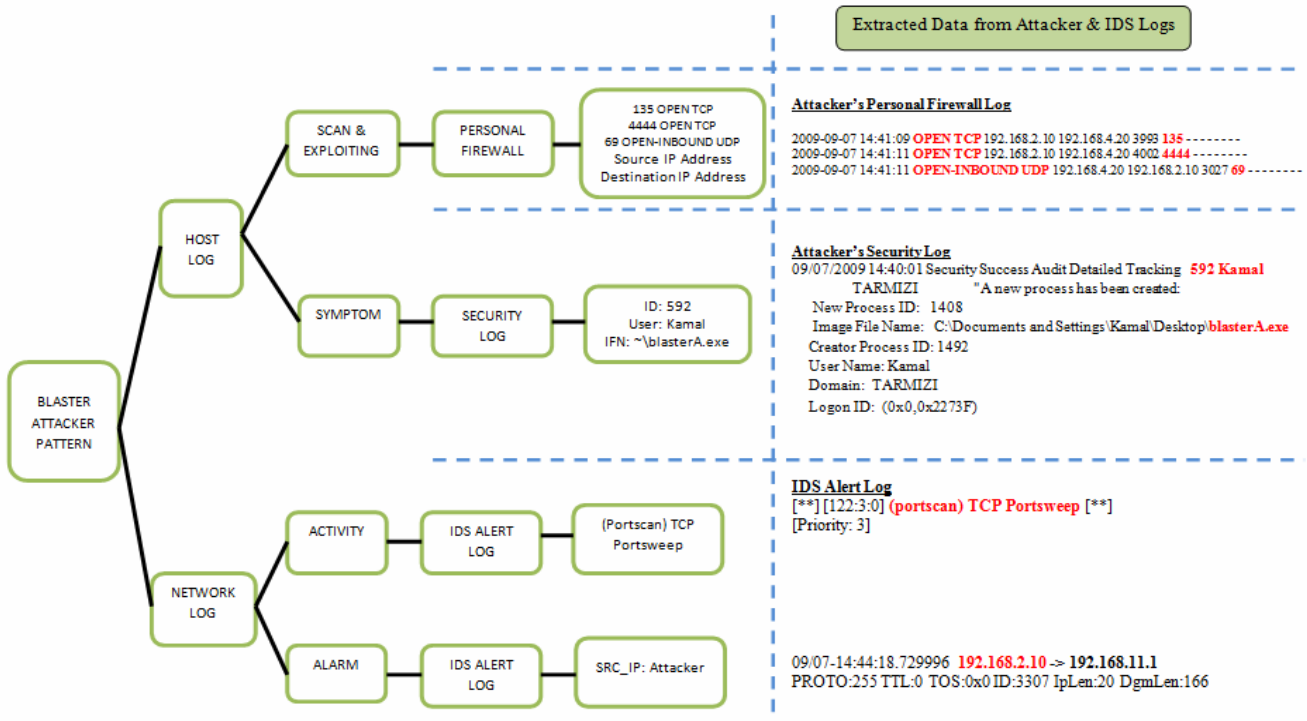 Extracted Data from Attacker & IDS Logs
BLASTER
ATTACKER
PATTERN
HOST
LOG
SCAN &
EXPLOITING
PERSONAL
FIREWALL
135 OPEN TCP
4444 OPEN TCP
69 OPEN-INBOUND UDP
Source IP Address
Destination IP Address
Attacker's Personal Firewall Log
2009-09-07 14:41:09 OPEN TCP 192.168.2.10 192.168.4.20 3993 135 - - - - - - - -
2009-09-07 14:41:11 OPEN TCP 192.168.2.10 192.168.4.20 4002 4444 - - - - - - - -
2009-09-07 14:41:11 OPEN-INBOUND UDP 192.168.4.20 192.168.2.10 3027 69 - - - - - - - -
SYMPTOM
SECURITY
LOG
ID: 592
User: Kamal
IFN: ~\blasterA.exe
Attacker's Security Log
09/07/2009 14:40:01 Security Success Audit Detailed Tracking 592 Kamal
TARMIZI "A new process has been created:
New Process ID: 1408
Image File Name: C:\Documents and Settings\Kamal\Desktop\blasterA.exe
Creator Process ID: 1492
User Name: Kamal
Domain: TARMIZI
Logon ID: (0x0,0x2273F)
NETWORK
LOG
ACTIVITY
IDS ALERT
LOG
(Portscan) TCP
Portsweep
IDS Alert Log
[**] [122:3:0] (portscan) TCP Portsweep [**]
[Priority: 3]
ALARM
IDS ALERT
LOG
SRC_IP: Attacker
09/07-14:44:18.729996 192.168.2.10 -> 192.168.11.1
PROTO:255 TTL:0 TOS:0x0 ID:3307 IpLen:20 DgmLen:166